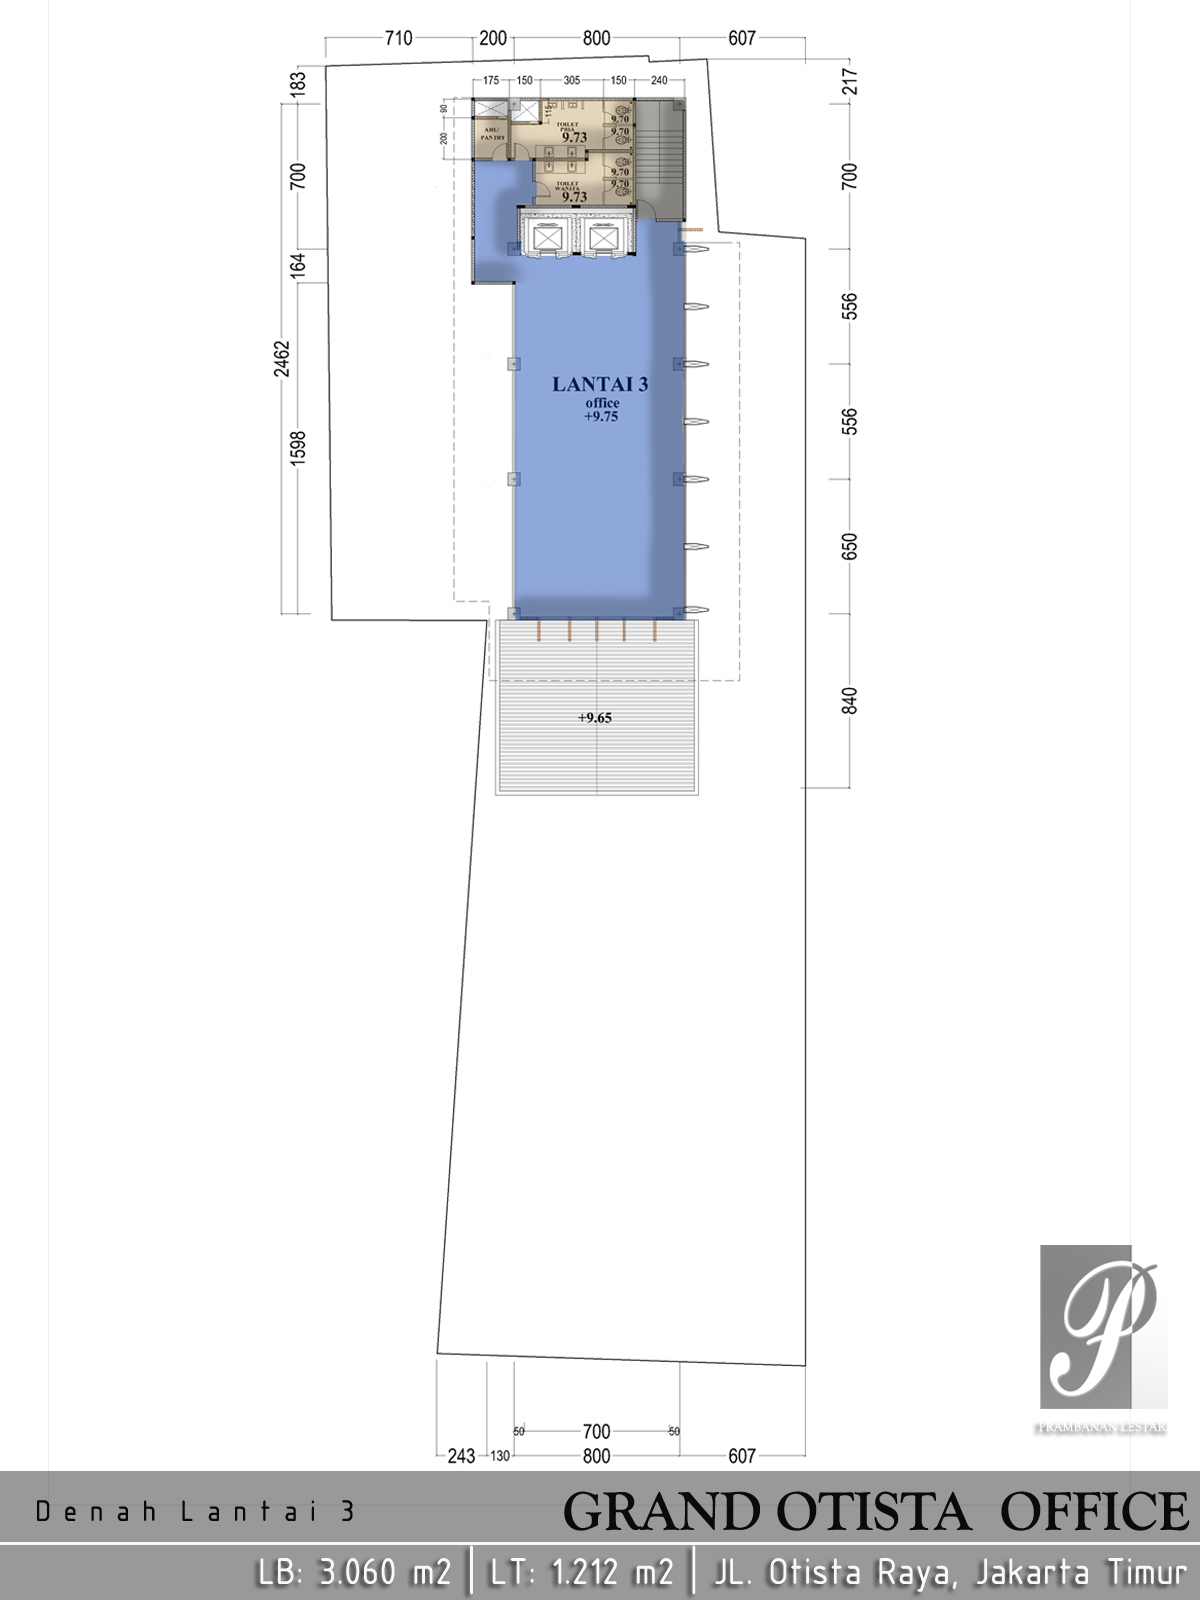 710 200 800 607
183 217
175 150 305 150 240
90
115
TOILET
PRIA
9.73
9.70
9.70
AHU
PANTRY
200
700 700
9.70
TOILET
WANITA
9.73
9.70
164
556
2462
LANTAI 3
office
+9.75
556
1598
650
840
+9.65
50 700 50
243 130 800 607
P
PRAMBANAN LESTARI
Denah Lantai 3
GRAND OTISTA OFFICE
LB: 3.060 m2 | LT: 1.212 m2 | JL. Otista Raya, Jakarta Timur